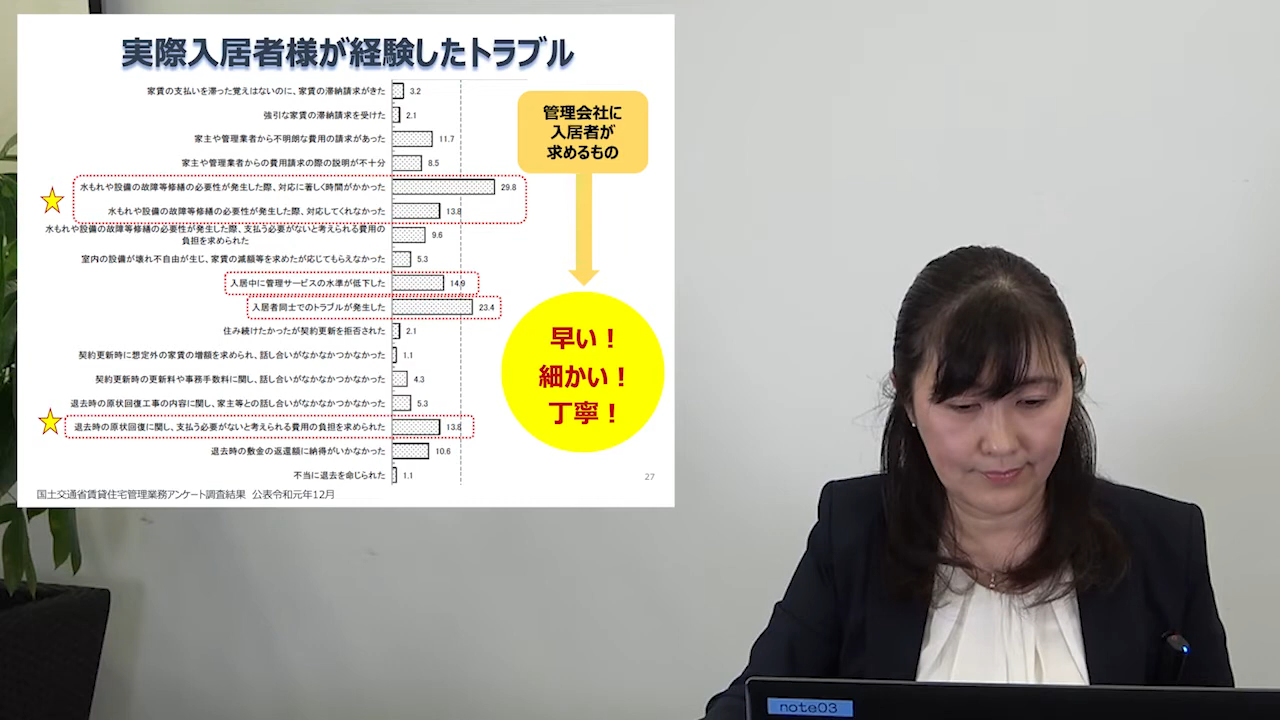 実際入居者様が経験したトラブル
家賃の支払いを滞った覚えはないのに、家賃の滞納請求がきた 3.2
強引な家賃の滞納請求を受けた 2.1
家主や管理業者から不明朗な費用の請求があった 11.7
家主や管理業者からの費用請求の際の説明が不十分 8.5
水もれや設備の故障等修繕の必要性が発生した際、対応に著しく時間がかかった 29.8
水もれや設備の故障等修繕の必要性が発生した際、対応してくれなかった 13.8
水もれや設備の故障等修繕の必要性が発生した際、支払う必要がないと考えられる費用の
負担を求められた 9.6
室内の設備が壊れ不自由が生じ、家賃の減額等を求めたが応じてもらえなかった 5.3
入居中に管理サービスの水準が低下した 14.9
入居者同士でのトラブルが発生した 23.4
住み続けたかったが契約更新を拒否された 2.1
契約更新時に想定外の家賃の増額を求められ、話し合いがなかなかつかなかった 1.1
契約更新時の更新料や事務手数料に関し、話し合いがなかなかつかなかった 4.3
退去時の原状回復工事の内容に関し、家主等との話し合いがなかなかつかなかった 5.3
退去時の原状回復に関し、支払う必要がないと考えられる費用の負担を求められた 13.8
退去時の敷金の返還額に納得がいかなかった 10.6
不当に退去を命じられた 1.1
管理会社に
入居者が
求めるもの
早い！
細かい！
丁寧！
27
国土交通省賃貸住宅管理業務アンケート調査結果 公表令和元年12月
note03